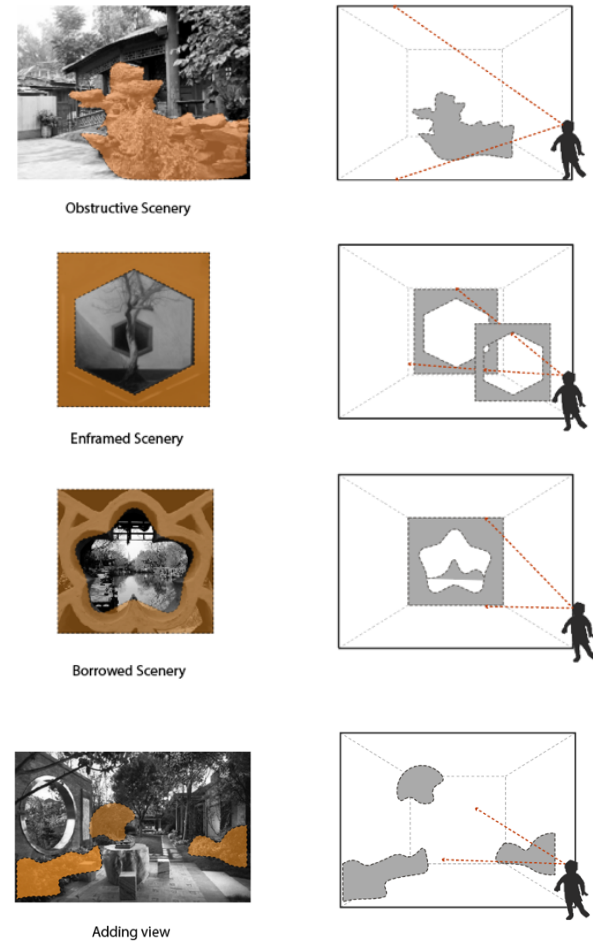 Obstructive Scenery
Enframed Scenery
Borrowed Scenery
Adding view